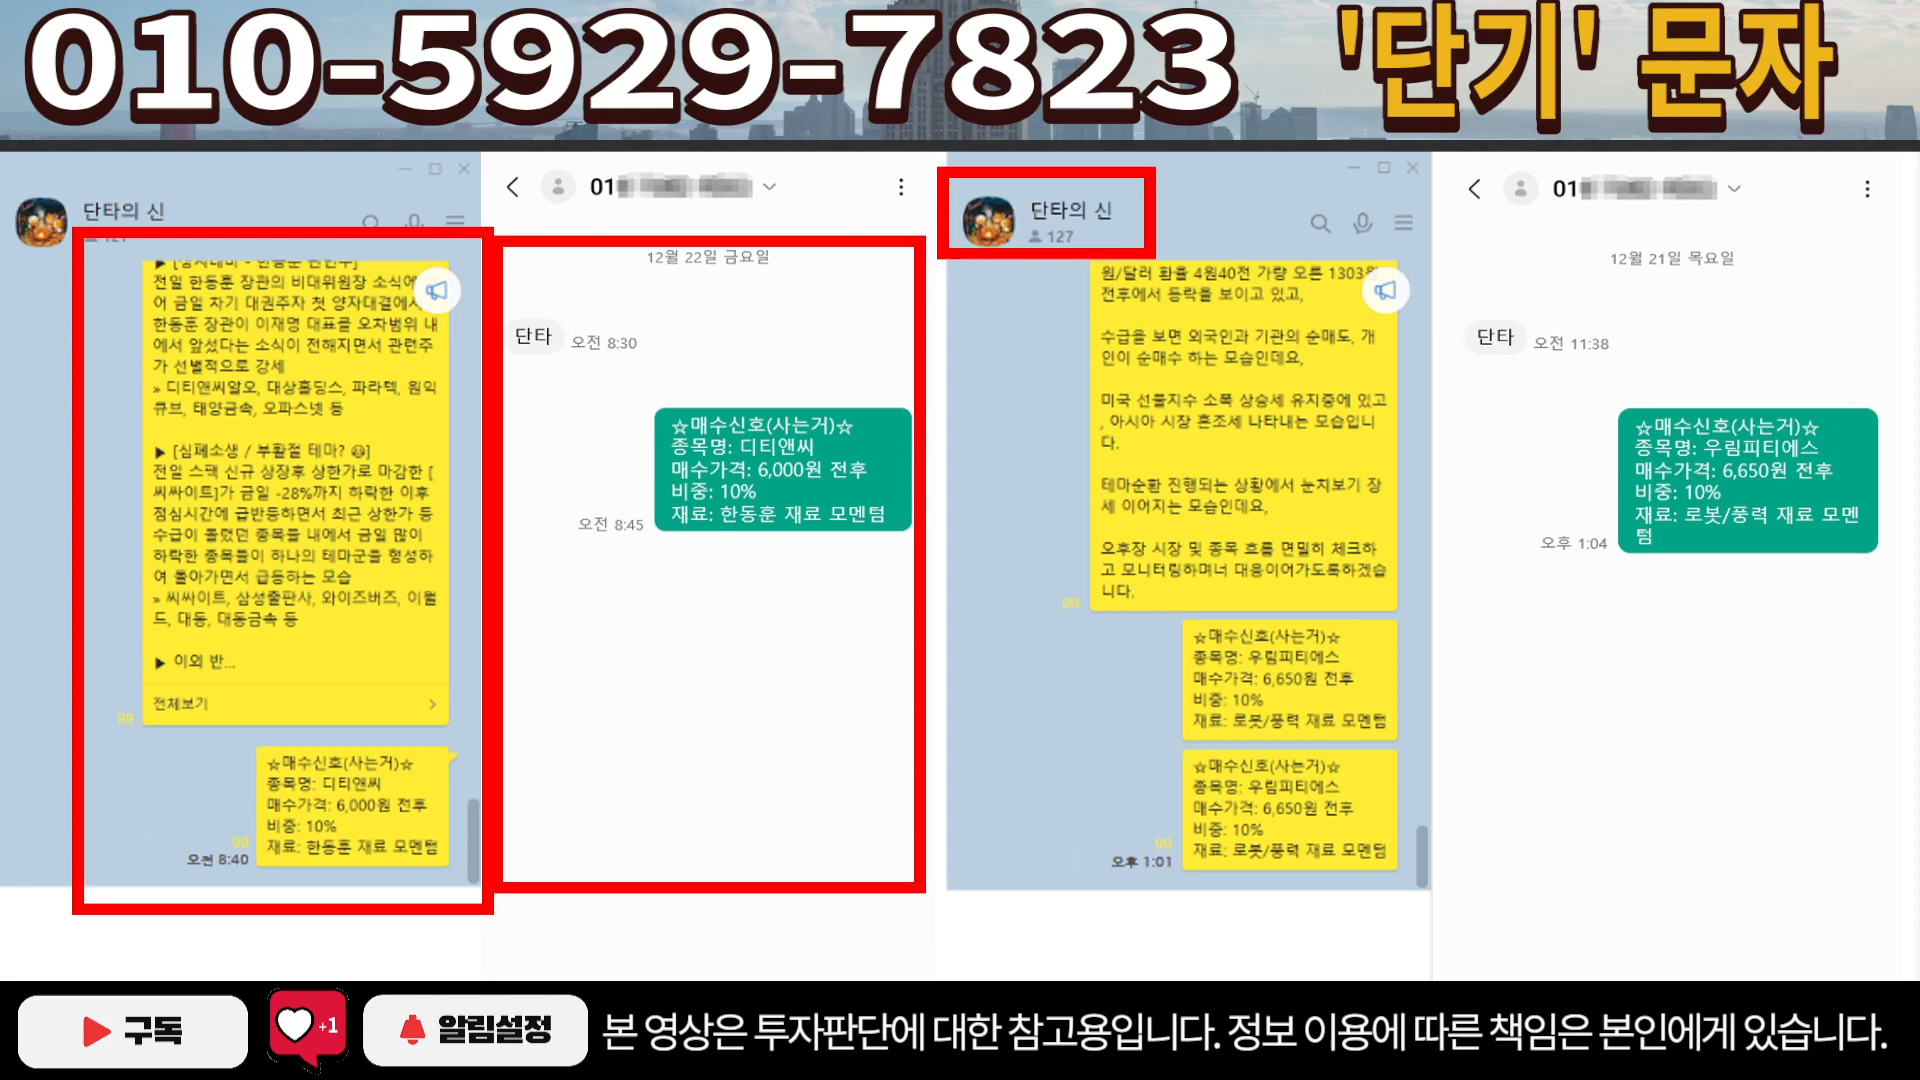 010-5929-7823 '단기' 문자
단타의 신
127
전일 한동훈 장관의 비대위원장 소식에
어 금일 차기 대권주자 첫 양자대결에서
한동훈 장관이 이재명 대표를 오차범위 내
에서 앞섰다는 소식이 전해지면서 관련주
가 선별적으로 강세
» 디티앤씨알오, 대상홀딩스, 파라텍, 원익
큐브, 태양금속, 오파스넷 등
▶ [심폐소생 / 부활절 테마? 😆]
전일 스팩 신규 상장후 상한가로 마감한 [
씨싸이트]가 금일 -28%까지 하락한 이후
점심시간에 급반등하면서 최근 상한가 등
수급이 몰렸던 종목들 내에서 금일 많이
하락한 종목들이 하나의 테마군을 형성하
여 돌아가면서 급등하는 모습
» 씨싸이트, 삼성출판사, 와이즈버즈, 이월
드, 대동, 대동금속 등
▶ 이외 반...
전체보기
99
☆매수신호(사는거)☆
종목명: 디티앤씨
매수가격: 6,000원 전후
비중: 10%
재료: 한동훈 재료 모멘텀
99
오전 8:40
01
12월 22일 금요일
단타
오전 8:30
☆매수신호(사는거)☆
종목명: 디티앤씨
매수가격: 6,000원 전후
비중: 10%
재료: 한동훈 재료 모멘텀
오전 8:45
단타의 신
127
원/달러 환율 4원40전 가량 오른 1303원
전후에서 등락을 보이고 있고,
수급을 보면 외국인과 기관의 순매도, 개
인이 순매수 하는 모습인데요,
미국 선물지수 소폭 상승세 유지중에 있고
, 아시아 시장 혼조세 나타내는 모습입니
다.
테마순환 진행되는 상황에서 눈치보기 장
세 이어지는 모습인데요,
오후장 시장 및 종목 흐름 면밀히 체크하
고 모니터링하며너 대응이어가도록하겠습
니다.
99
☆매수신호(사는거)☆
종목명: 우림피티에스
매수가격: 6,650원 전후
비중: 10%
재료: 로봇/풍력 재료 모멘텀
☆매수신호(사는거)☆
종목명: 우림피티에스
매수가격: 6,650원 전후
비중: 10%
재료: 로봇/풍력 재료 모멘텀
99
오후 1:01
01
12월 21일 목요일
단타
오전 11:38
☆매수신호(사는거)☆
종목명: 우림피티에스
매수가격: 6,650원 전후
비중: 10%
재료: 로봇/풍력 재료 모멘
텀
오후 1:04
구독
+1
알림설정
본 영상은 투자판단에 대한 참고용입니다. 정보 이용에 따른 책임은 본인에게 있습니다.